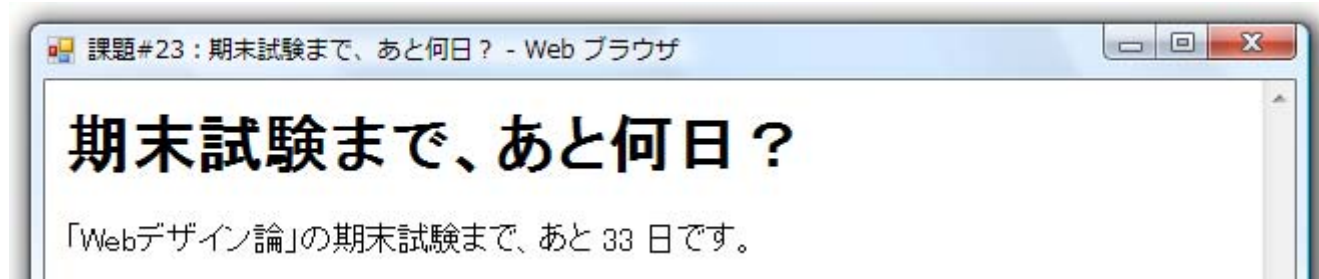 課題#23：期末試験まで、あと何日？ - Web ブラウザ
期末試験まで、あと何日？
「Webデザイン論」の期末試験まで、あと 33 日です。